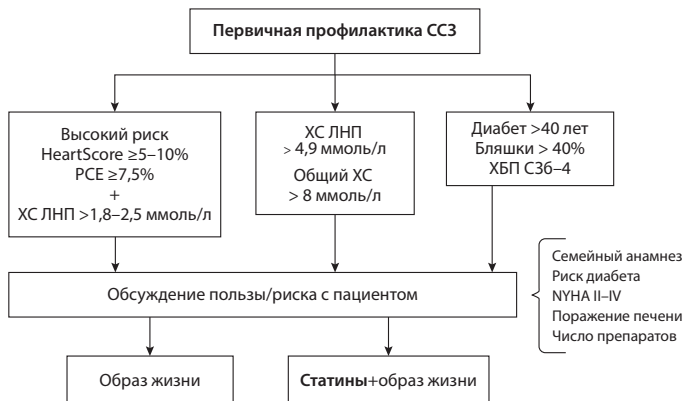 Первичная профилактика ССЗ
Высокий риск
HeartScore ≥5–10%
PCE ≥7,5%
+
ХС ЛНП >1,8–2,5 ммоль/л
ХС ЛНП
> 4,9 ммоль/л
Общий ХС
> 8 ммоль/л
Диабет >40 лет
Бляшки > 40%
ХБП С3б–4
Обсуждение пользы/риска с пациентом
Семейный анамнез
Риск диабета
NYHA II–IV
Поражение печени
Число препаратов
Образ жизни
Статины+образ жизни